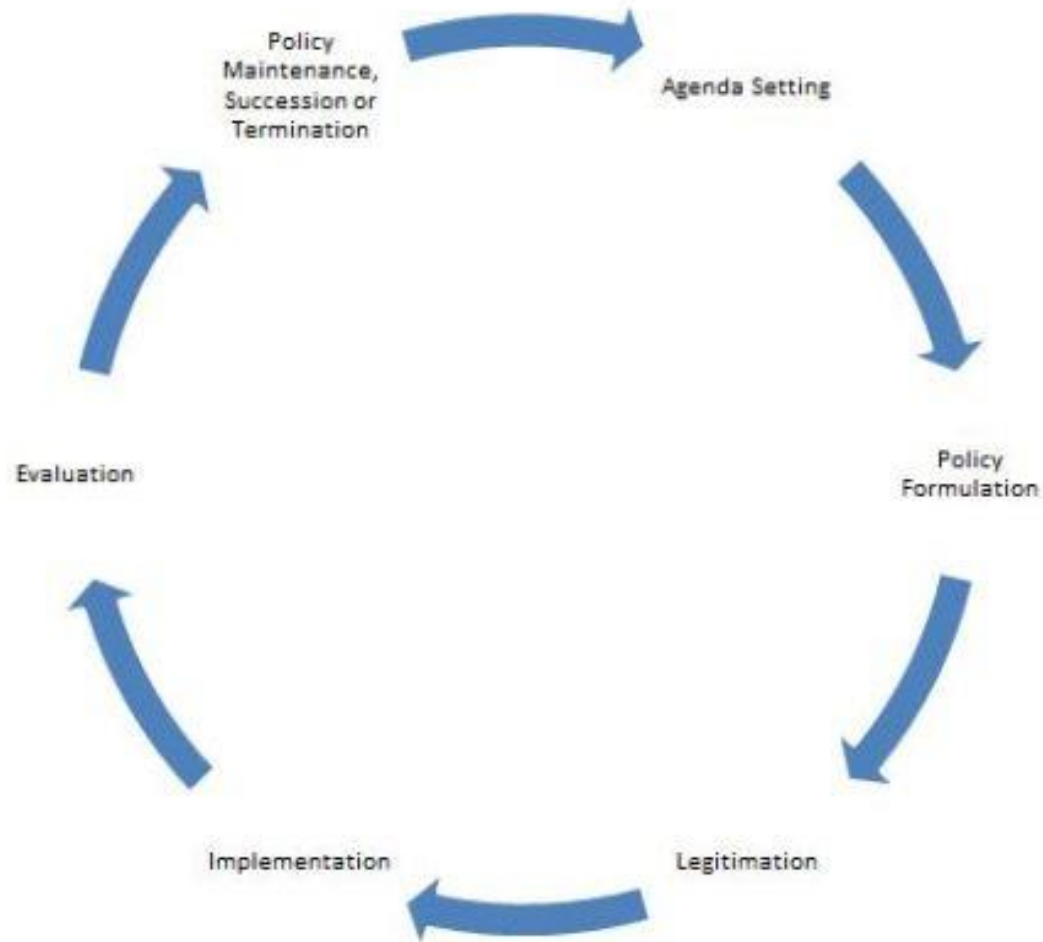 Policy
Maintenance,
Succession or
Termination
Agenda Setting
Policy
Formulation
Legitimation
Implementation
Evaluation